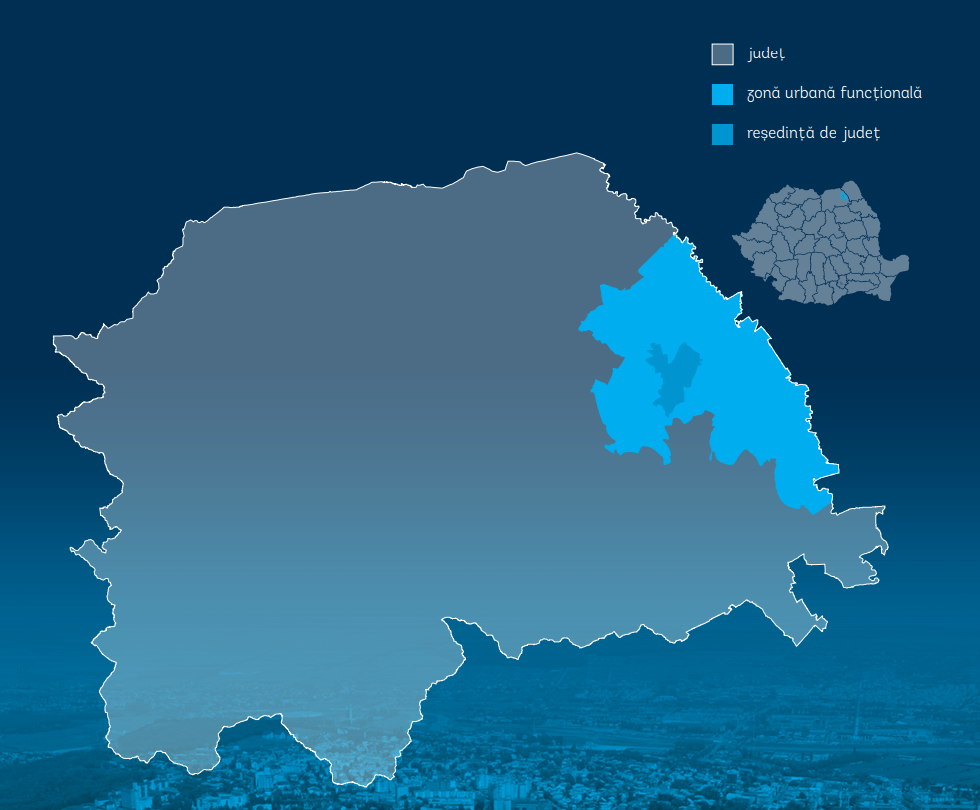 județ
zonă urbană funcțională
reședință de județ